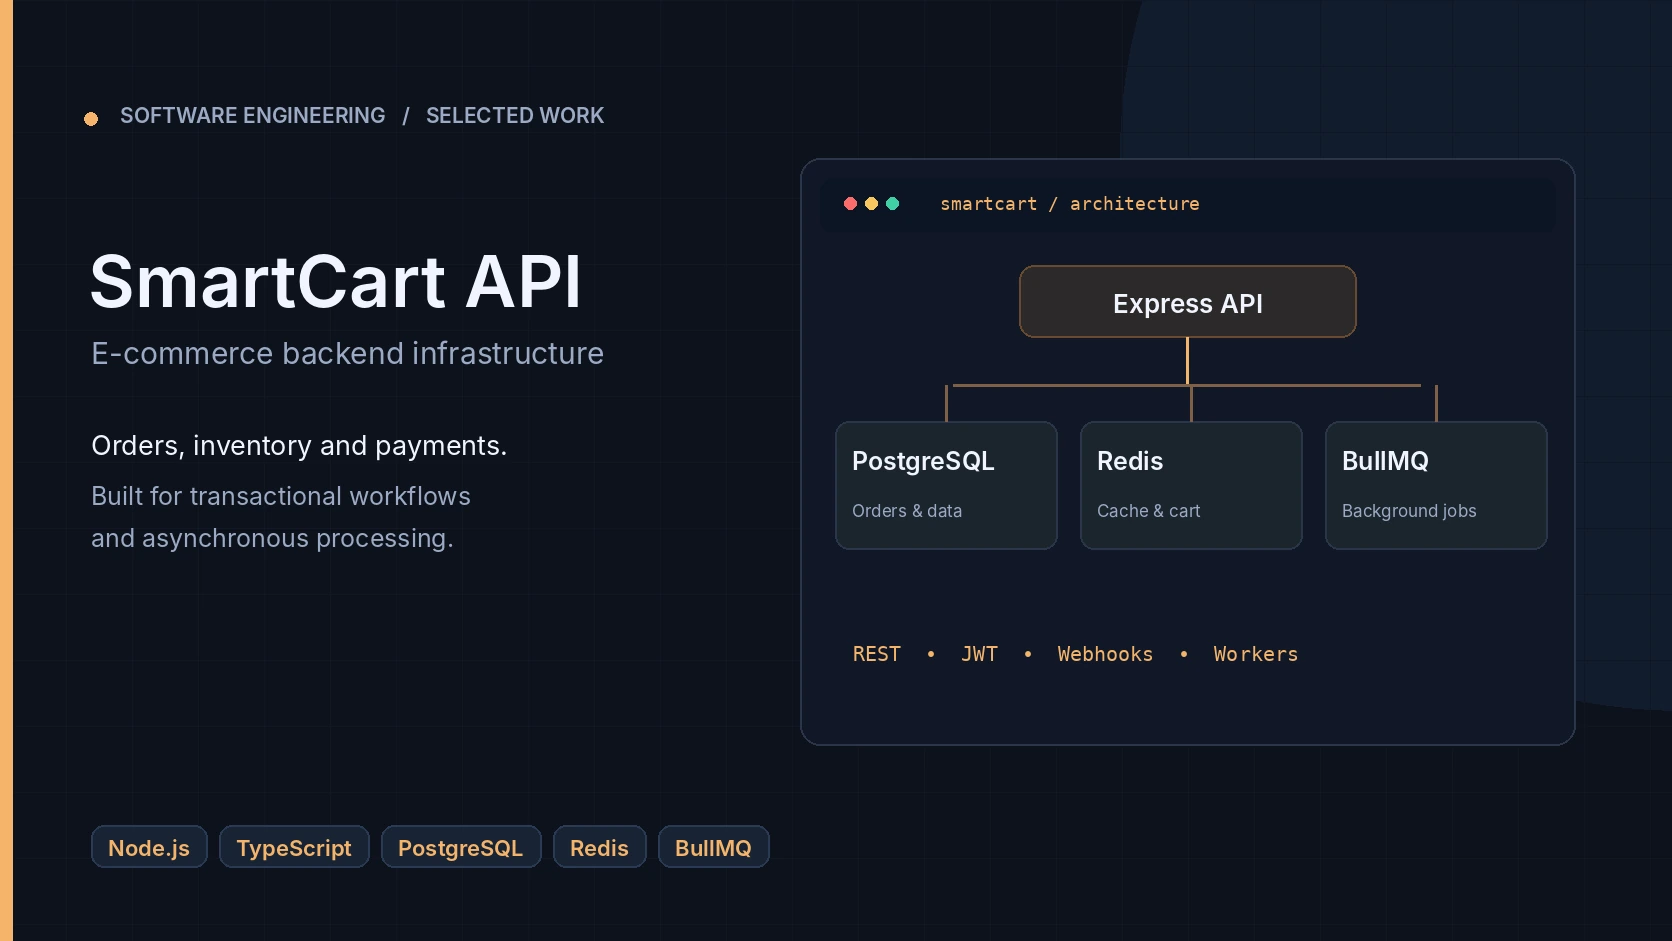 SOFTWARE ENGINEERING / SELECTED WORK
SmartCart API
E-commerce backend infrastructure
Orders, inventory and payments.
Built for transactional workflows
and asynchronous processing.
smartcart / architecture
Express API
PostgreSQL
Orders & data
Redis
Cache & cart
BullMQ
Background jobs
REST • JWT • Webhooks • Workers
Node.js
TypeScript
PostgreSQL
Redis
BullMQ